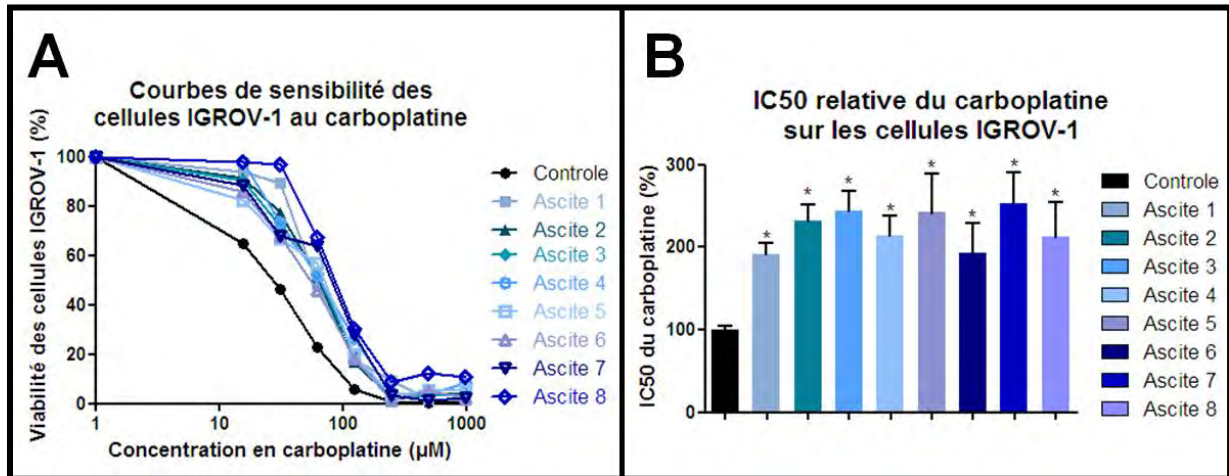 A
Courbes de sensibilité des
cellules IGROV-1 au carboplatine
Viabilité des cellules IGROV-1 (%)
100
80
60
40
20
0
1
10
100
1000
Concentration en carboplatine (µM)
Controle
Ascite 1
Ascite 2
Ascite 3
Ascite 4
Ascite 5
Ascite 6
Ascite 7
Ascite 8
B
IC50 relative du carboplatine
sur les cellules IGROV-1
IC50 du carboplatine (%)
300
200
100
0
* * * * * * * *
Controle
Ascite 1
Ascite 2
Ascite 3
Ascite 4
Ascite 5
Ascite 6
Ascite 7
Ascite 8